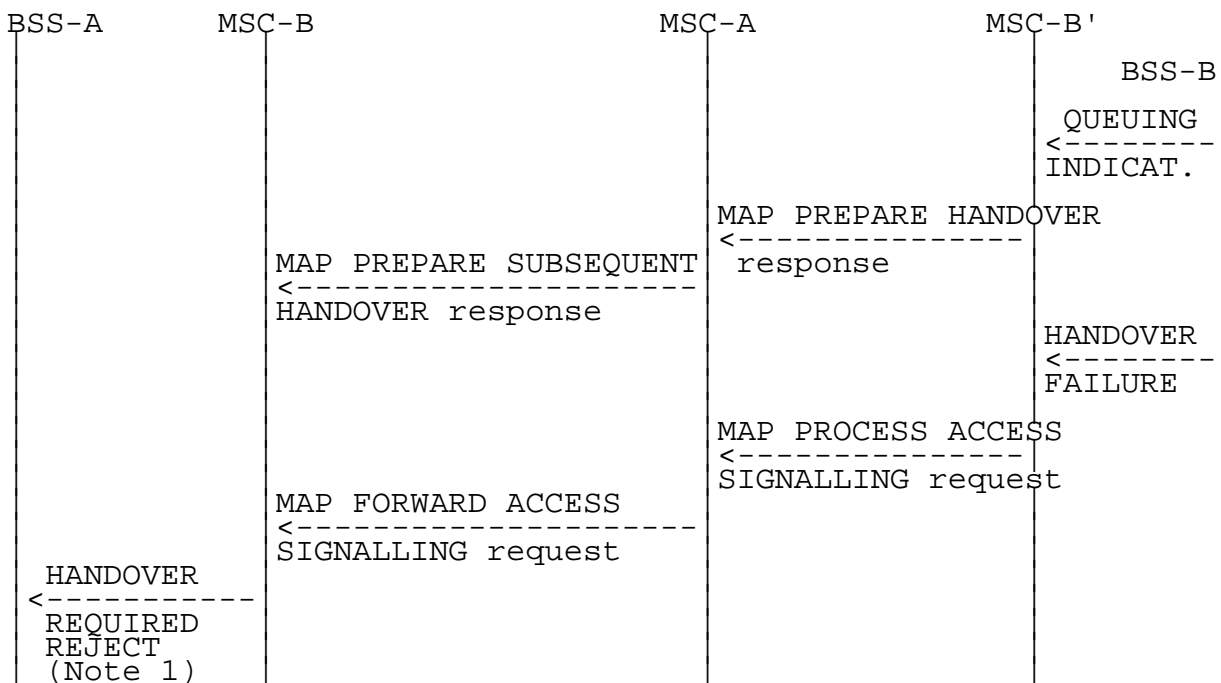 BSS-A MSC-B MSC-A MSC-B'
BSS-B
QUEUING
<--------
INDICAT.
MAP PREPARE HANDOVER
<---------------
MAP PREPARE SUBSEQUENT response
<---------------------
HANDOVER response
HANDOVER
<--------
FAILURE
MAP PROCESS ACCESS
<---------------
SIGNALLING request
MAP FORWARD ACCESS
<---------------------
SIGNALLING request
HANDOVER
<-----------
REQUIRED
REJECT
(Note 1)